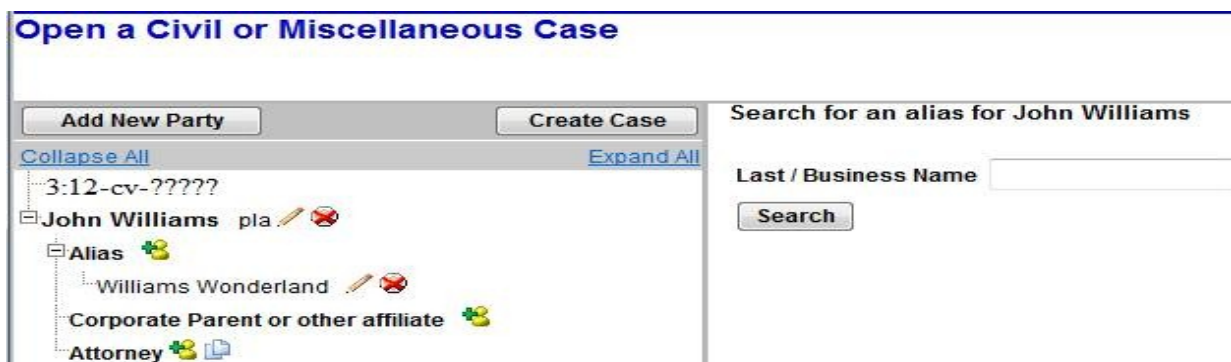 Open a Civil or Miscellaneous Case
Add New Party
Create Case
Collapse All
Expand All
3:12-cv-?????
John Williams pla
Alias
Williams Wonderland
Corporate Parent or other affiliate
Attorney
Search for an alias for John Williams
Last / Business Name
Search